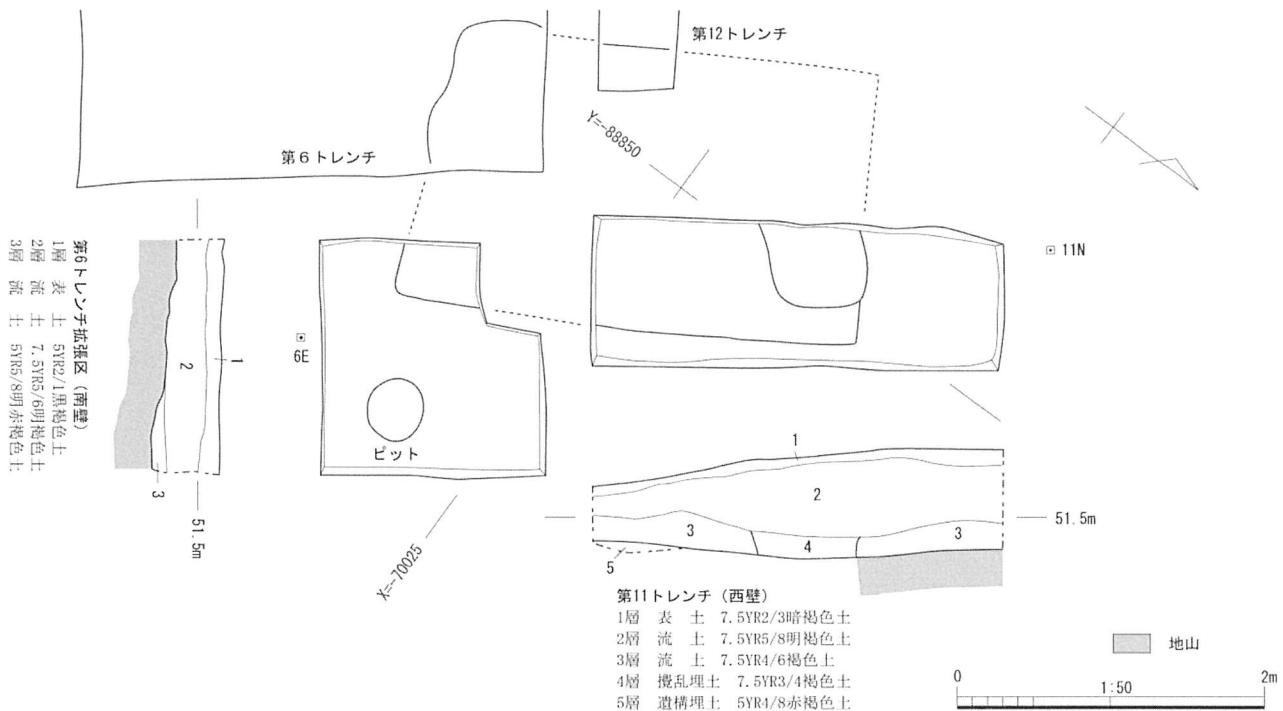 第12トレンチ
第６トレンチ
Y=-88850
11N
6E
ピット
X=-70025
第6トレンチ拡張区（南壁）
1層　表　土　5YR2/1黒褐色土
2層　流　土　7.5YR5/6明褐色土
3層　流　土　5YR5/8明赤褐色土
1
2
3
51.5m
1
2
3
4
3
5
51.5m
第11トレンチ（西壁）
1層　表　土　7.5YR2/3暗褐色土
2層　流　土　7.5YR5/8明褐色土
3層　流　土　7.5YR4/6褐色土
4層　攪乱埋土　7.5YR3/4褐色土
5層　遺構埋土　5YR4/8赤褐色土
地山
0
1:50
2m